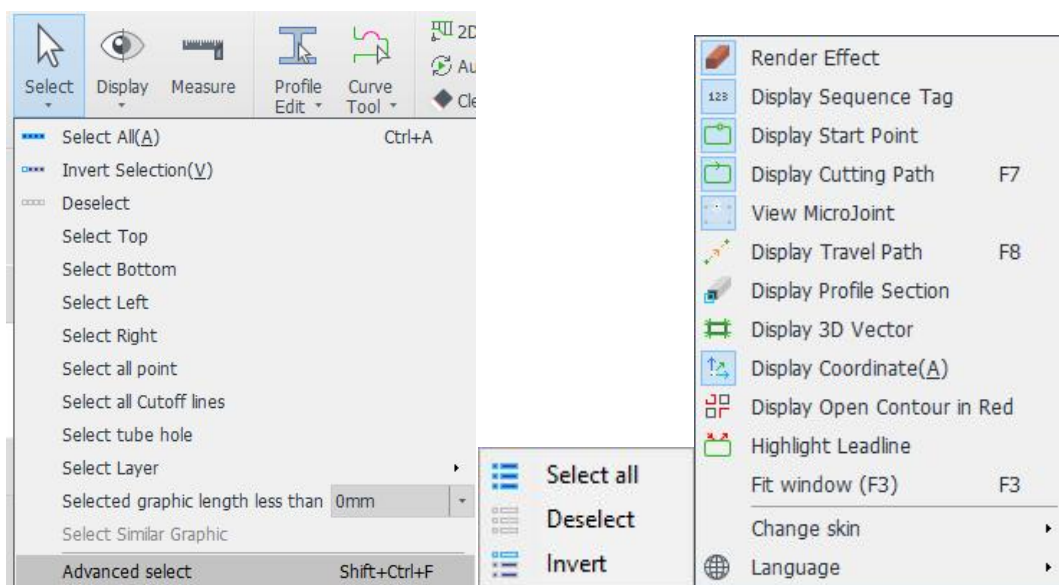 Select
Display
Measure
Profile
Edit
Curve
Tool
2D
Au
Cle
Select All(A) Ctrl+A
Invert Selection(V)
Deselect
Select Top
Select Bottom
Select Left
Select Right
Select all point
Select all Cutoff lines
Select tube hole
Select Layer
Selected graphic length less than 0mm
Select Similar Graphic
Advanced select Shift+Ctrl+F
Select all
Deselect
Invert
Render Effect
123 Display Sequence Tag
Display Start Point
Display Cutting Path F7
View MicroJoint
Display Travel Path F8
Display Profile Section
Display 3D Vector
Display Coordinate(A)
Display Open Contour in Red
Highlight Leadline
Fit window (F3) F3
Change skin
Language